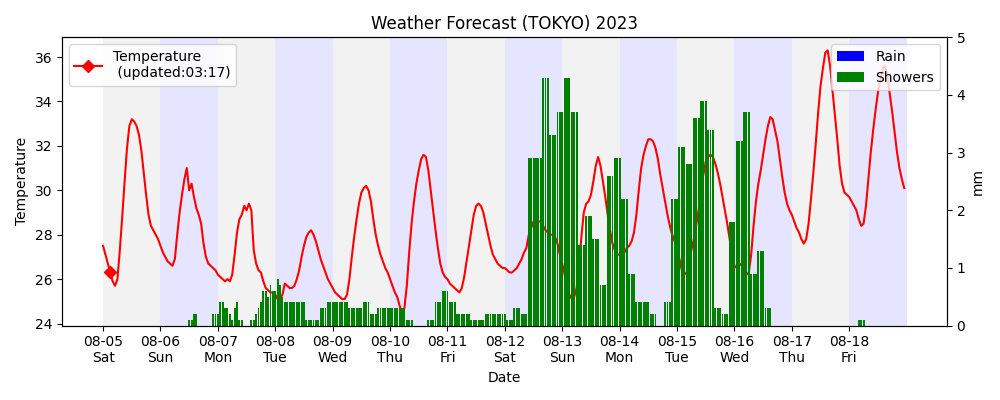 Weather Forecast (TOKYO) 2023
Temperature
(updated:03:17)
Rain
Showers
36
34
32
30
28
26
24
Temperature
5
4
3
2
1
0
mm
08-05 08-06 08-07 08-08 08-09 08-10 08-11 08-12 08-13 08-14 08-15 08-16 08-17 08-18
Sat Sun Mon Tue Wed Thu Fri Sat Sun Mon Tue Wed Thu Fri
Date